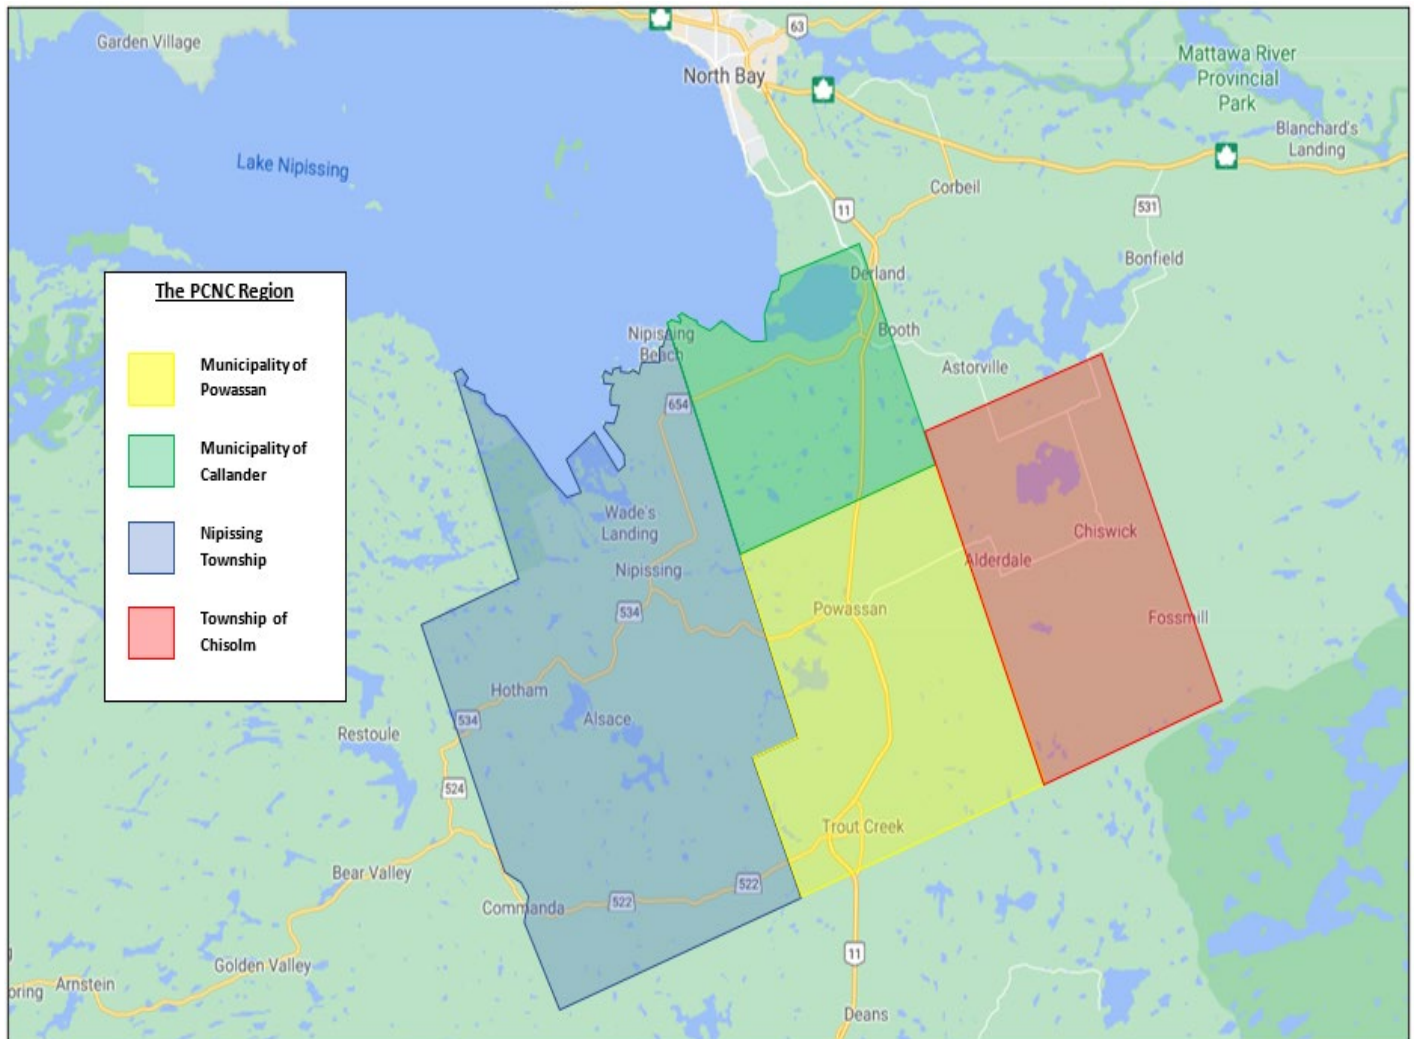 Garden Village
63
North Bay
Mattawa River
Provincial
Park
Blanchard's
Landing
Lake Nipissing
Corbeil
11
531
Bonfield
Derland
The PCNC Region
Municipality of
Powassan
Municipality of
Callander
Nipissing
Township
Township of
Chisolm
Nipissing
Beach
Booth
Astorville
654
Wade's
Landing
Chiswick
Alderdale
Nipissing
534
Powassan
Fossmill
Hotham
534
Alsace
Restoule
524
Trout Creek
Bear Valley
522
522
Commanda
11
Golden Valley
Arnstein
oring
Deans